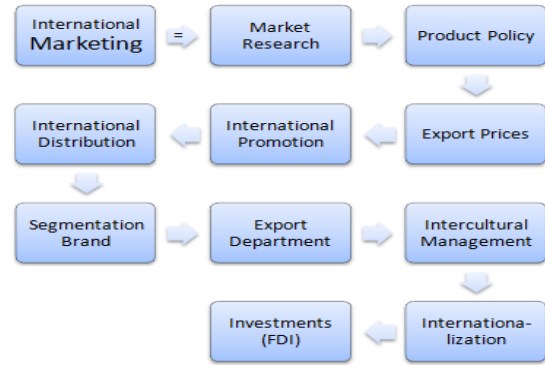 International
Marketing
=
Market
Research
Product Policy
Export Prices
International
Promotion
International
Distribution
Segmentation
Brand
Export
Department
Intercultural
Management
Internationa-
lization
Investments
(FDI)